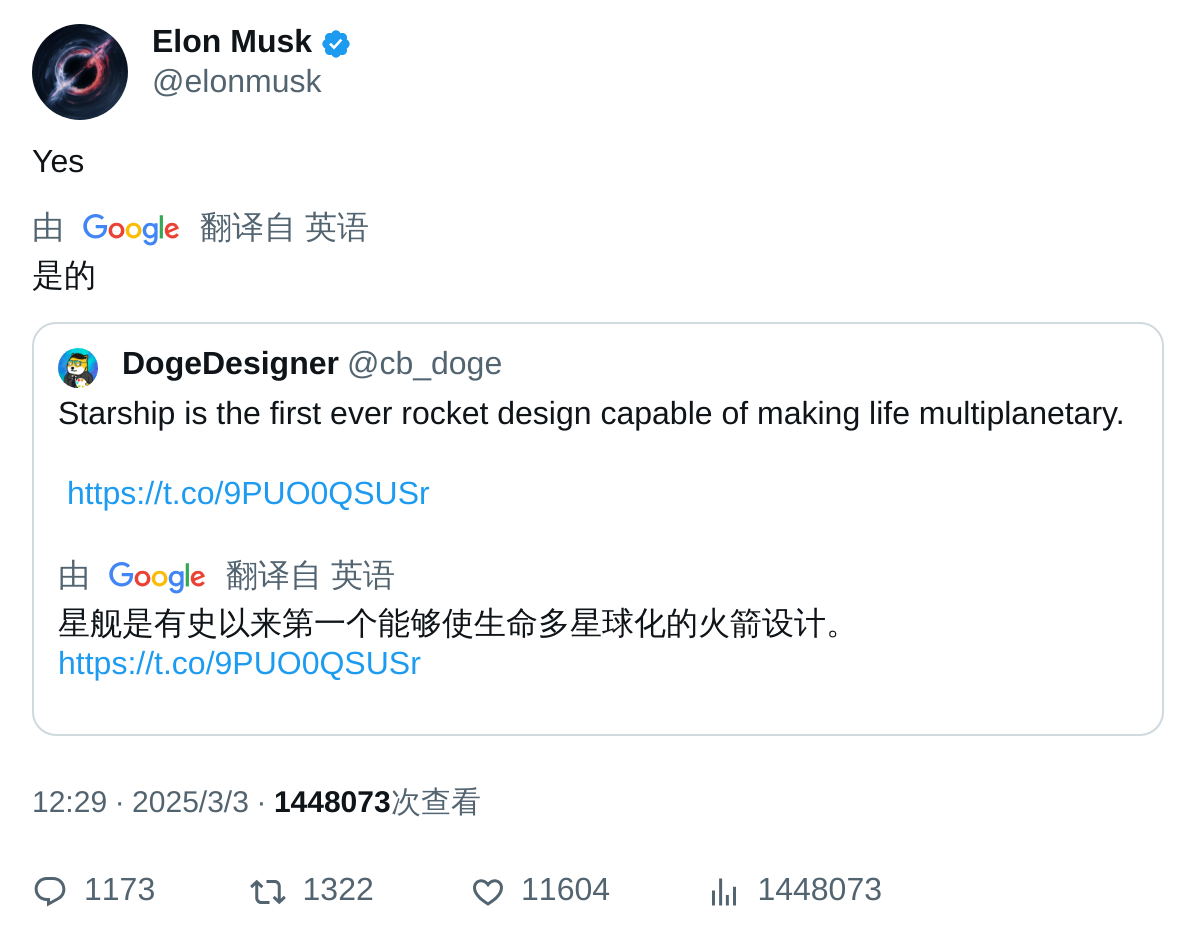 Elon Musk
@elonmusk
Yes
由 Google 翻译自 英语
是的
DogeDesigner @cb_doge
Starship is the first ever rocket design capable of making life multiplanetary.
https://t.co/9PUO0QSUSr
由 Google 翻译自 英语
星舰是有史以来第一个能够使生命多星球化的火箭设计。
https://t.co/9PUO0QSUSr
12:29 · 2025/3/3 · 1448073次查看
1173 1322 11604 1448073